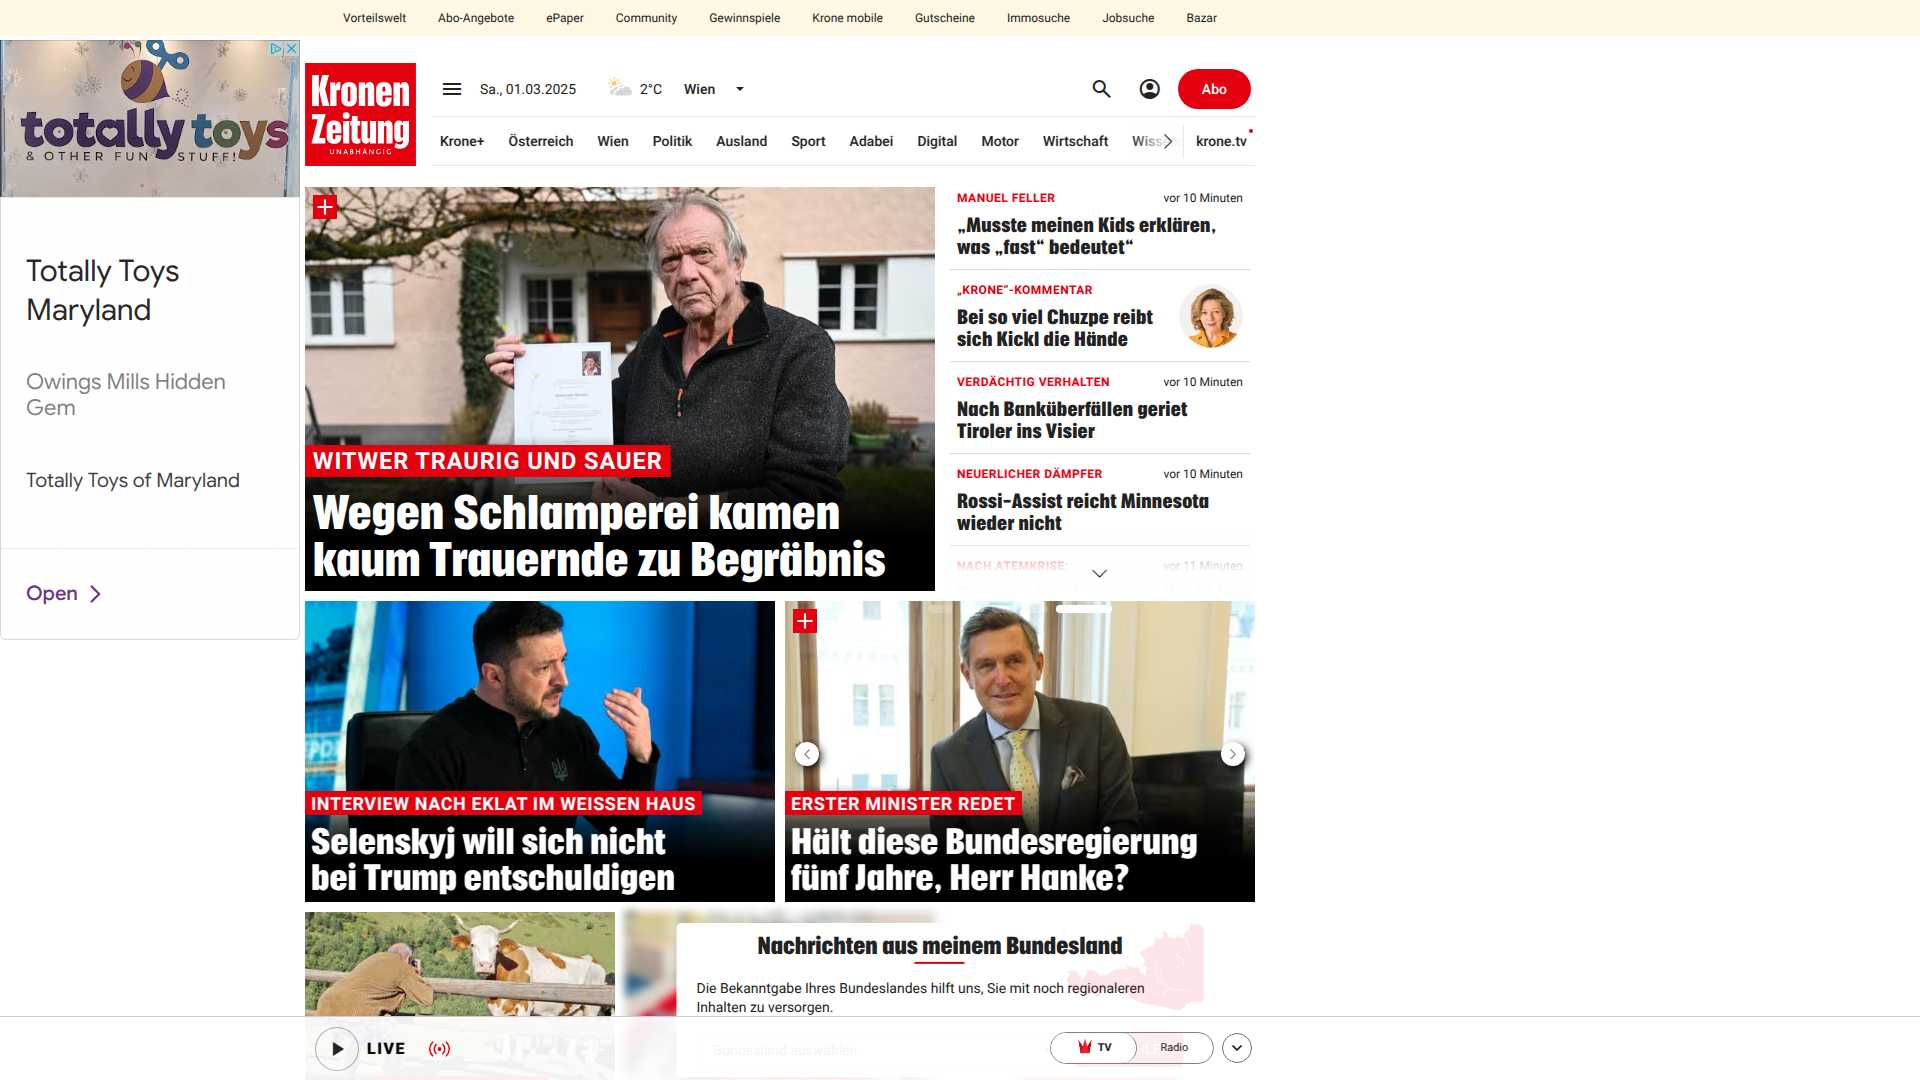 Vorteilswelt
Abo-Angebote
ePaper
Community
Gewinnspiele
Krone mobile
Gutscheine
Immosuche
Jobsuche
Bazar
totally toys
& OTHER FUN STUFF!
Totally Toys
Maryland
Owings Mills Hidden
Gem
Totally Toys of Maryland
Open
Kronen
Zeitung
UNABHÄNGIG
Sa., 01.03.2025
2°C
Wien
Abo
Krone+
Österreich
Wien
Politik
Ausland
Sport
Adabei
Digital
Motor
Wirtschaft
Wiss
krone.tv
WITWER TRAURIG UND SAUER
Wegen Schlamperei kamen
kaum Trauernde zu Begräbnis
MANUEL FELLER
vor 10 Minuten
„Musste meinen Kids erklären,
was „fast“ bedeutet“
„KRONE“-KOMMENTAR
Bei so viel Chuzpe reibt
sich Kickl die Hände
VERDÄCHTIG VERHALTEN
vor 10 Minuten
Nach Banküberfällen geriet
Tiroler ins Visier
NEUERLICHER DÄMPFER
vor 10 Minuten
Rossi-Assist reicht Minnesota
wieder nicht
NACH ATEMKRISE:
vor 11 Minuten
INTERVIEW NACH EKLAT IM WEISSEN HAUS
Selenskyj will sich nicht
bei Trump entschuldigen
ERSTER MINISTER REDET
Hält diese Bundesregierung
fünf Jahre, Herr Hanke?
Nachrichten aus meinem Bundesland
Die Bekanntgabe Ihres Bundeslandes hilft uns, Sie mit noch regionaleren
Inhalten zu versorgen.
Bundesland auswählen
LIVE
TV
Radio